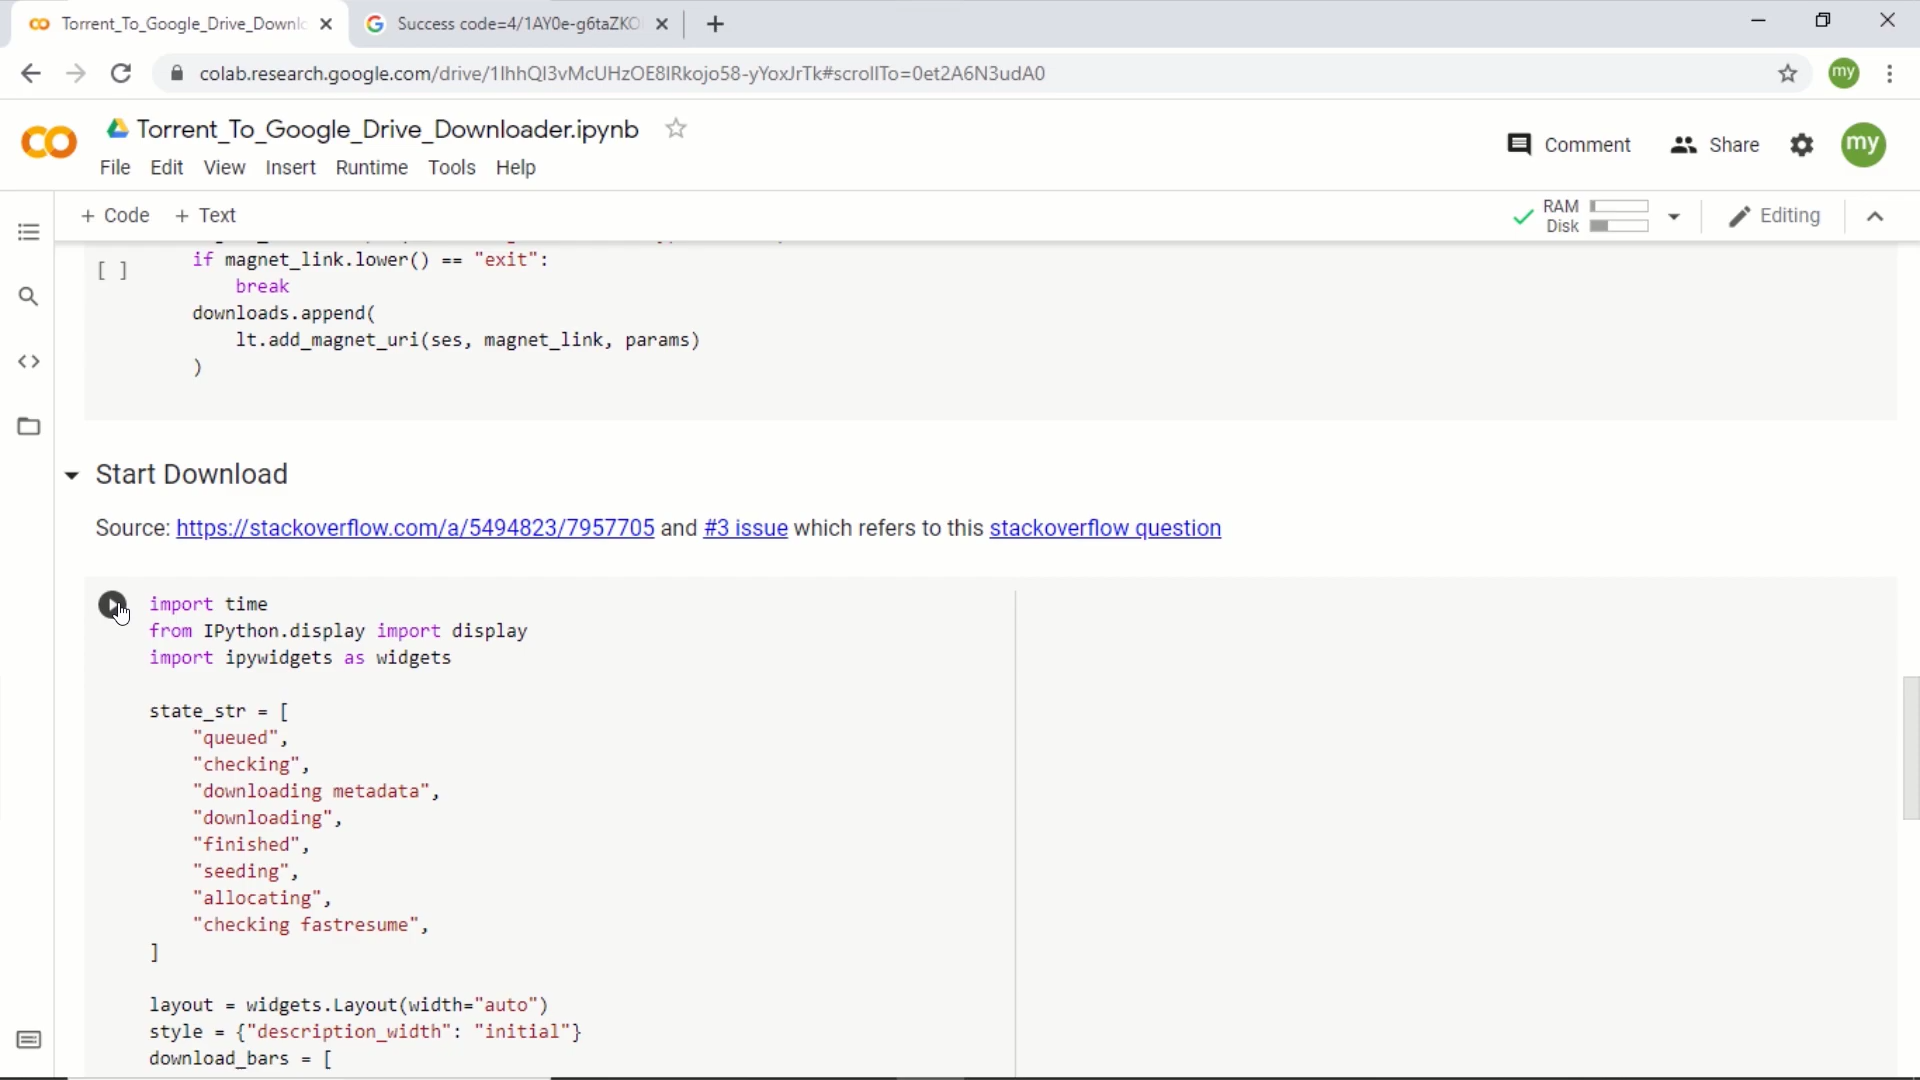 Torrent_To_Google_Drive_Downlo
Success code=4/1AY0e-g6taZKO
colab.research.google.com/drive/1lhhQI3vMcUHzOE8IRkojo58-yYoxJrTk#scrollTo=0et2A6N3udA0
my
Torrent_To_Google_Drive_Downloader.ipynb
Comment
Share
my
File Edit View Insert Runtime Tools Help
+ Code + Text
RAM
Disk
Editing
[ ]
if magnet_link.lower() == "exit":
break
downloads.append(
lt.add_magnet_uri(ses, magnet_link, params)
)
Start Download
Source: https://stackoverflow.com/a/5494823/7957705 and #3 issue which refers to this stackoverflow question
import time
from IPython.display import display
import ipywidgets as widgets
state_str = [
"queued",
"checking",
"downloading metadata",
"downloading",
"finished",
"seeding",
"allocating",
"checking fastresume",
]
layout = widgets.Layout(width="auto")
style = {"description_width": "initial"}
download_bars = [